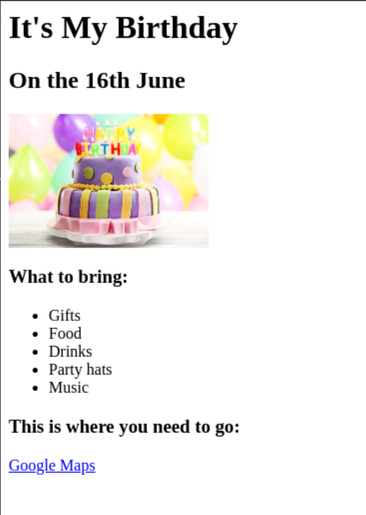 It's My Birthday
On the 16th June
HAPPY
BIRTHDAY
What to bring:
Gifts
Food
Drinks
Party hats
Music
This is where you need to go:
Google Maps